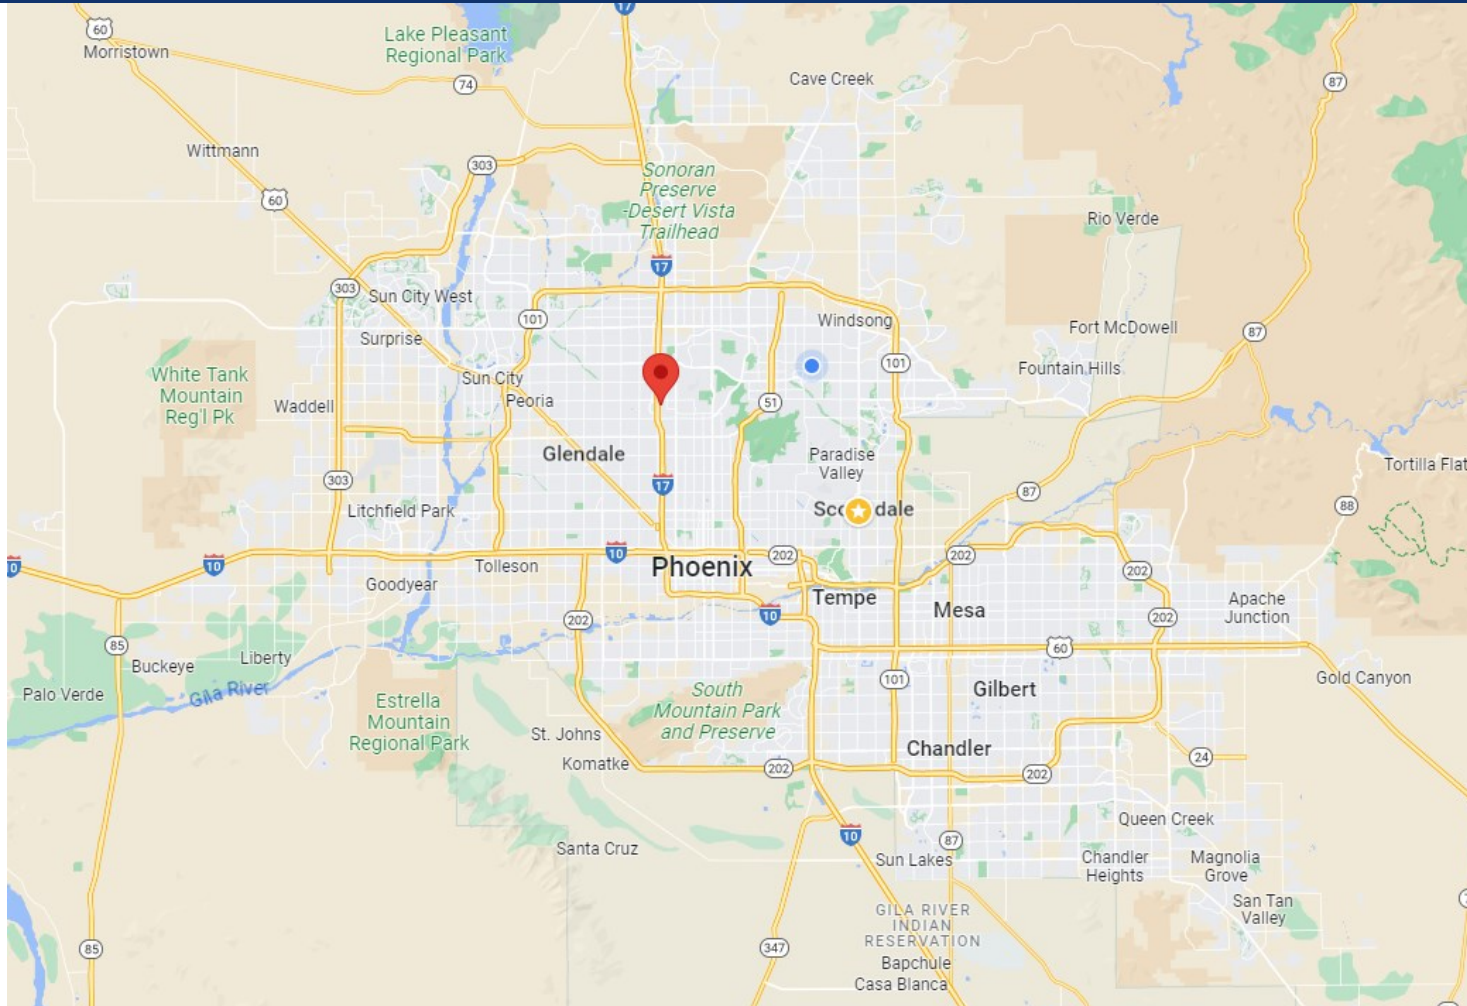 17
60
Morristown
Lake Pleasant
Regional Park
74
Cave Creek
87
Wittmann
303
60
Sonoran
Preserve
-Desert Vista
Trailhead
Rio Verde
17
303
Sun City West
101
Windsong
Fort McDowell
87
Surprise
101
Fountain Hills
White Tank
Mountain
Reg'l Pk
Sun City
Peoria
Waddell
51
Glendale
Paradise
Valley
Tortilla Flat
303
17
87
88
Litchfield Park
10
10
10
Tolleson
Phoenix
202
202
202
Goodyear
Tempe
Mesa
Apache
Junction
202
10
202
85
Buckeye
Liberty
60
Gold Canyon
Palo Verde
Gila River
101
Gilbert
Estrella
Mountain
Regional Park
South
Mountain Park
and Preserve
St. Johns
Komatke
Chandler
202
202
24
Queen Creek
10
87
Santa Cruz
Sun Lakes
Chandler
Heights
Magnolia
Grove
San Tan
Valley
GILA RIVER
INDIAN
RESERVATION
85
347
Bapchule
Casa Blanca